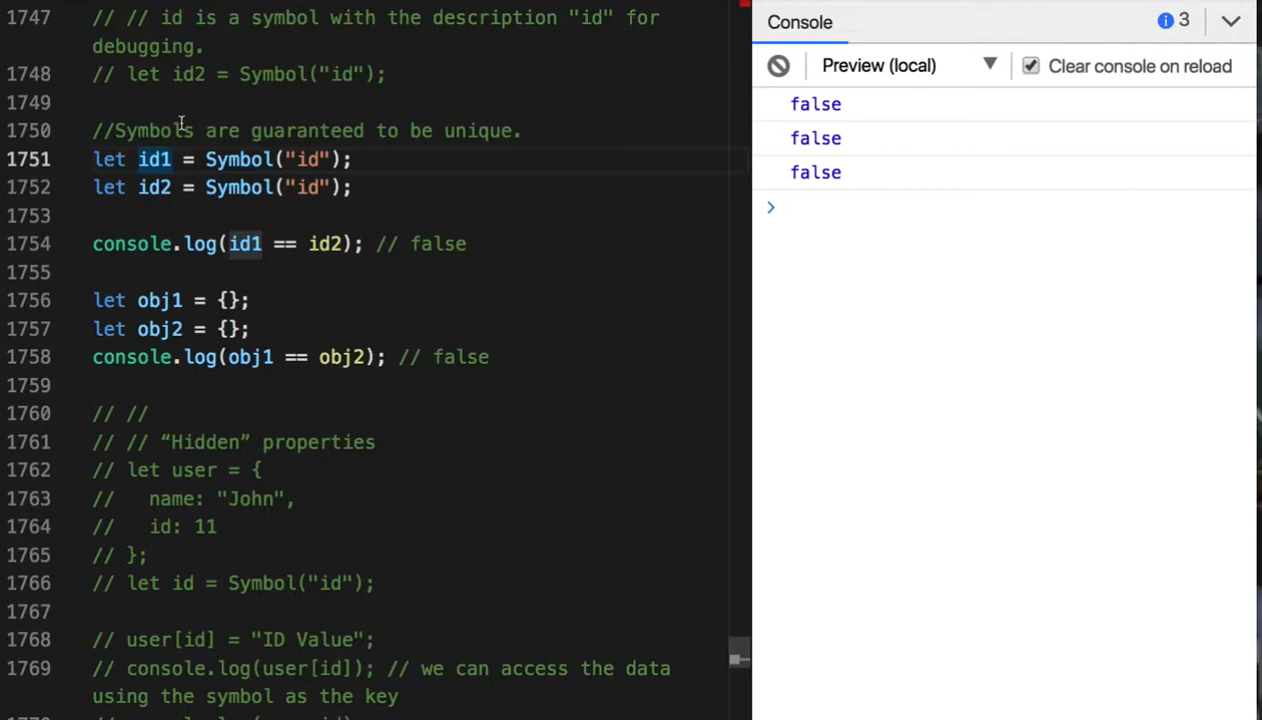 1747 // // id is a symbol with the description "id" for
debugging.
1748 // let id2 = Symbol("id");
1749
1750 //Symbols are guaranteed to be unique.
1751 let id1 = Symbol("id");
1752 let id2 = Symbol("id");
1753
1754 console.log(id1 == id2); // false
1755
1756 let obj1 = {};
1757 let obj2 = {};
1758 console.log(obj1 == obj2); // false
1759
1760 // //
1761 // // “Hidden” properties
1762 // let user = {
1763 //   name: "John",
1764 //   id: 11
1765 // };
1766 // let id = Symbol("id");
1767
1768 // user[id] = "ID Value";
1769 // console.log(user[id]); // we can access the data
using the symbol as the key
Console
3
Preview (local)
Clear console on reload
false
false
false
>